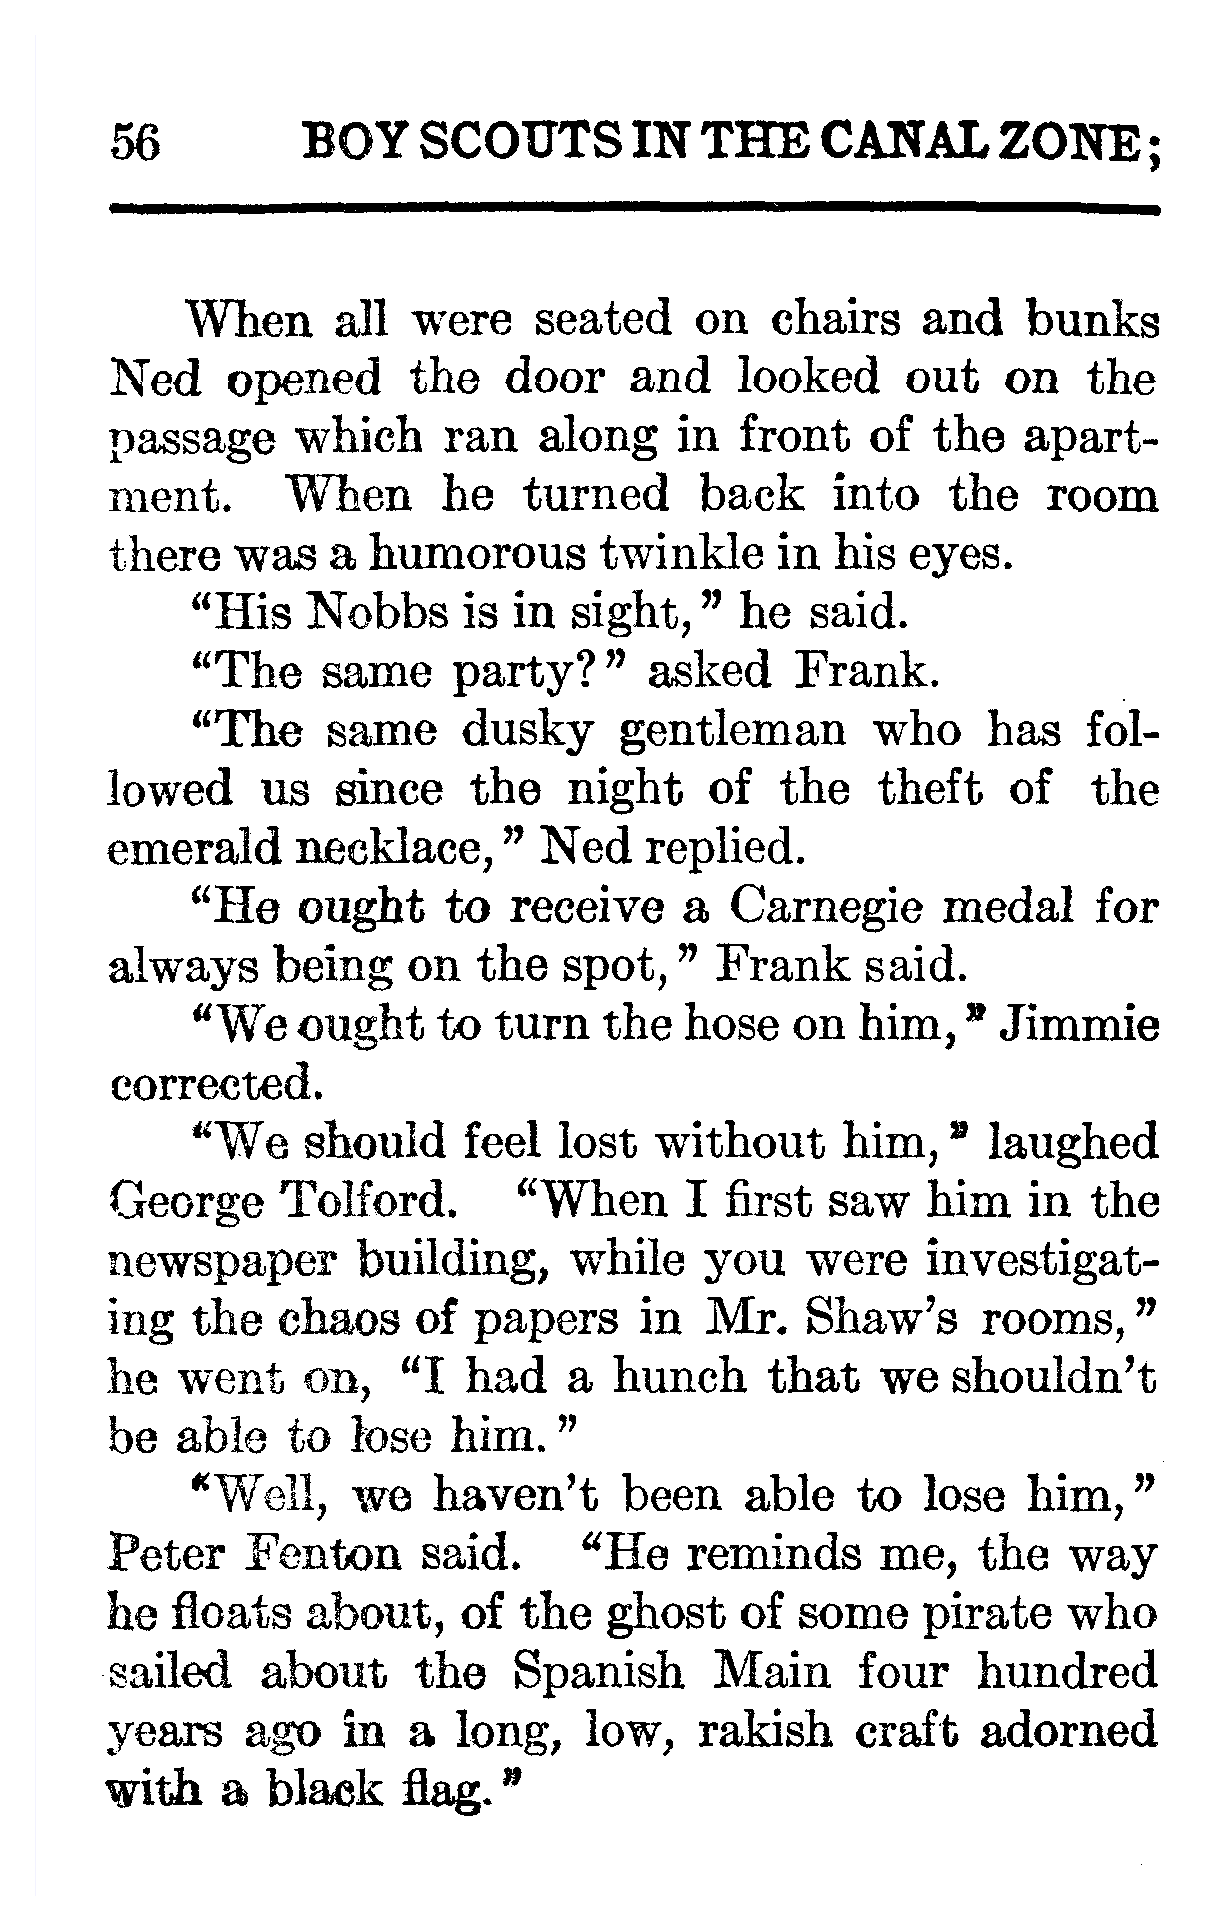 56 BOY SCOUTS IN THE CANAL ZONE;
When all were seated on chairs and bunks
Ned opened the door and looked out on the
passage which ran along in front of the apart-
ment. When he turned back into the room
there was a humorous twinkle in his eyes.
“His Nobbs is in sight,” he said.
“The same party?” asked Frank.
“The same dusky gentleman who has fol-
lowed us since the night of the theft of the
emerald necklace,” Ned replied.
“He ought to receive a Carnegie medal for
always being on the spot,” Frank said.
“We ought to turn the hose on him,” Jimmie
corrected.
“We should feel lost without him,” laughed
George Tolford. “When I first saw him in the
newspaper building, while you were investigat-
ing the chaos of papers in Mr. Shaw’s rooms,”
he went on, “I had a hunch that we shouldn’t
be able to lose him.”
“Well, we haven’t been able to lose him,”
Peter Fenton said. “He reminds me, the way
he floats about, of the ghost of some pirate who
sailed about the Spanish Main four hundred
years ago in a long, low, rakish craft adorned
with a black flag.”